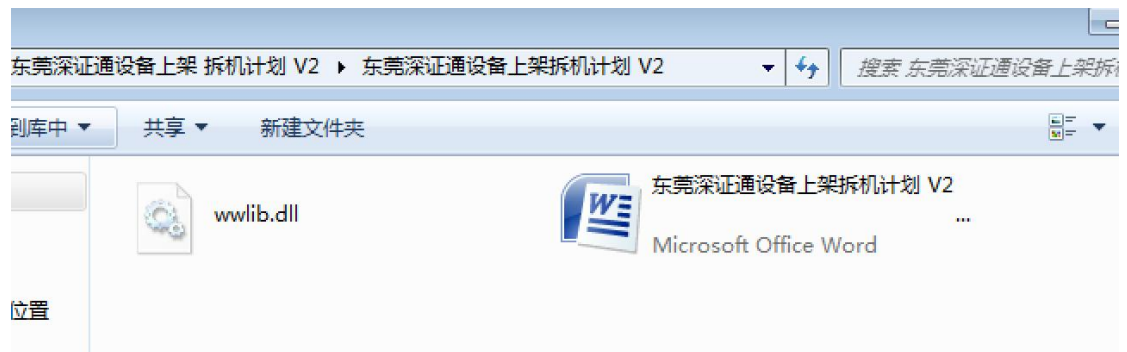 东莞深证通设备上架 拆机计划 V2 ▸ 东莞深证通设备上架拆机计划 V2
搜索 东莞深证通设备上架拆
到库中 共享 新建文件夹
wwlib.dll
东莞深证通设备上架拆机计划 V2
...
Microsoft Office Word
位置